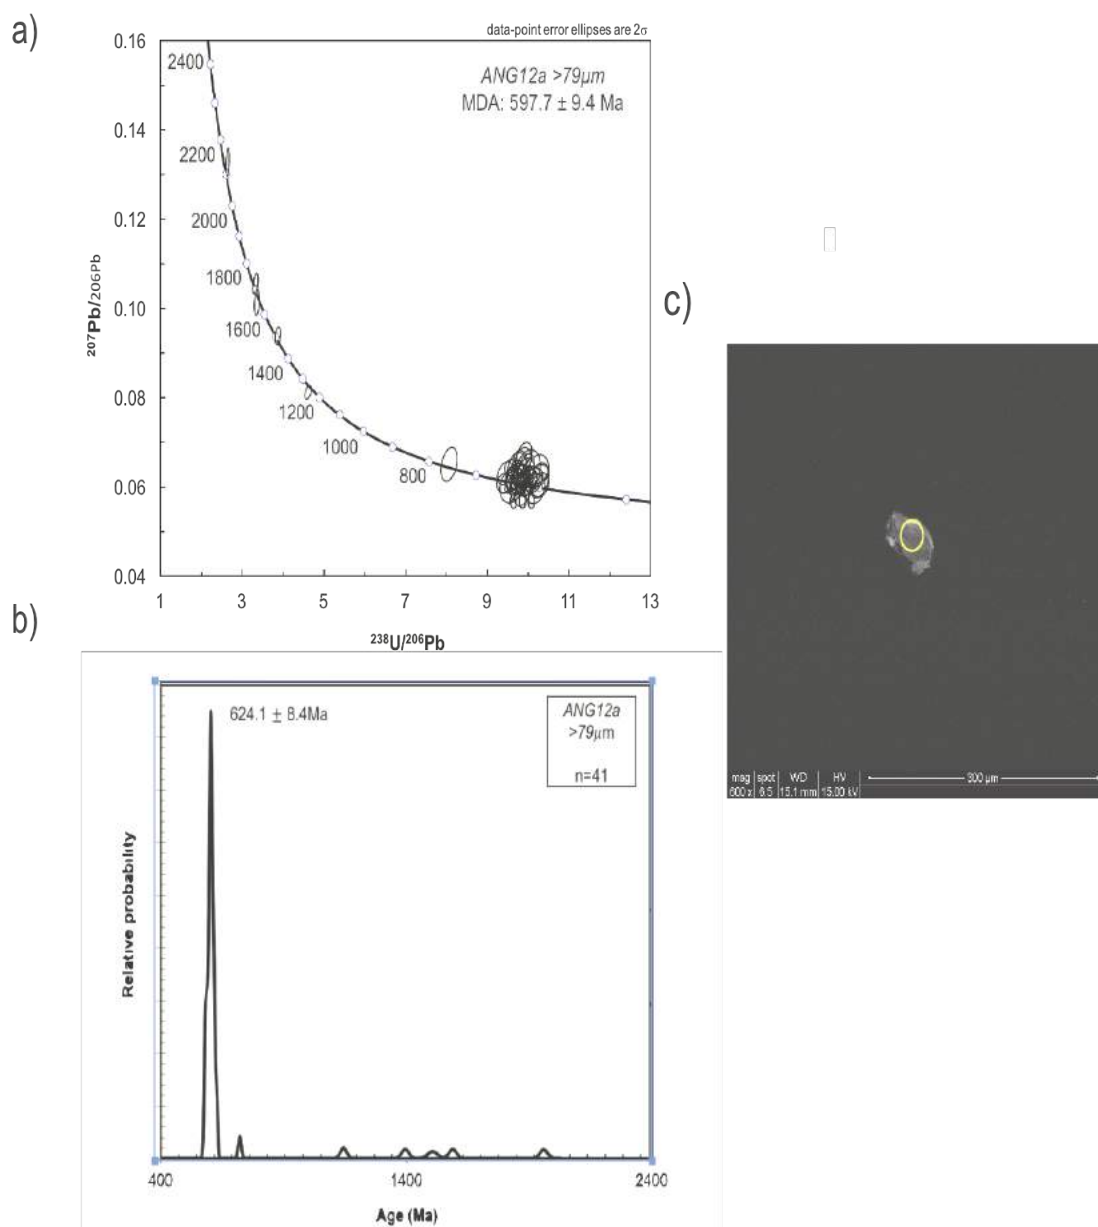 a)
data-point error ellipses are 2σ
ANG12a >79μm
MDA: 597.7 ± 9.4 Ma
0.16
0.14
0.12
0.10
0.08
0.06
0.04
2400
2200
2000
1800
1600
1400
1200
1000
800
207Pb/206Pb
1 3 5 7 9 11 13
238U/206Pb
b)
624.1 ± 8.4Ma
ANG12a
>79μm
n=41
Relative probability
400 1400 2400
Age (Ma)
c)
mag spot WD HV 300 μm
600 x 6.5 15.1 mm 15.00 kV